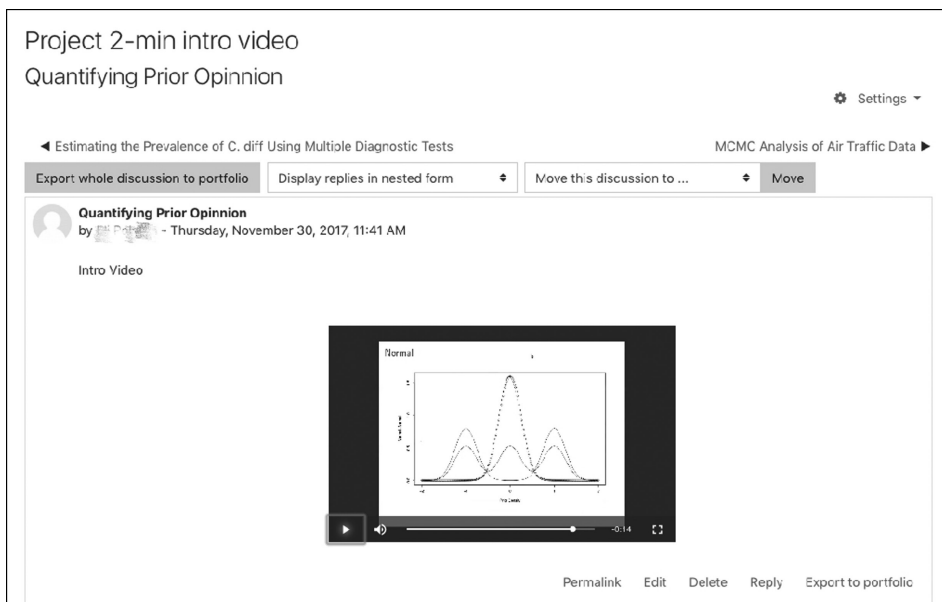 Project 2-min intro video
Quantifying Prior Opinnion
Settings
◄ Estimating the Prevalence of C. diff Using Multiple Diagnostic Tests
MCMC Analysis of Air Traffic Data ►
Export whole discussion to portfolio
Display replies in nested form
Move this discussion to ...
Move
Quantifying Prior Opinnion
by - Thursday, November 30, 2017, 11:41 AM
Intro Video
Normal
-0:14
Permalink Edit Delete Reply Export to portfolio